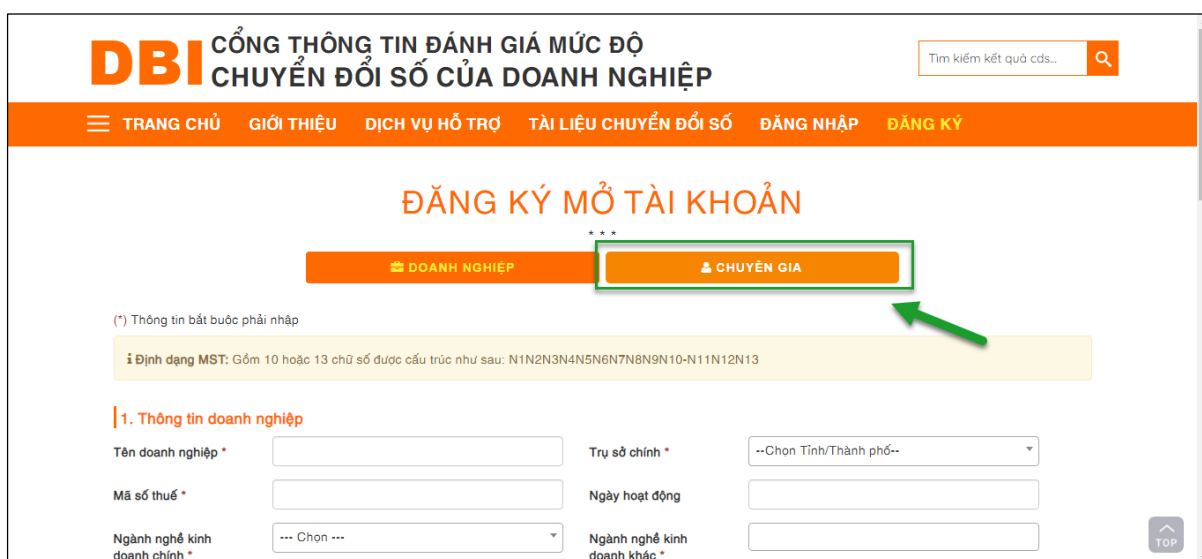 DBI
CỔNG THÔNG TIN ĐÁNH GIÁ MỨC ĐỘ
CHUYỂN ĐỔI SỐ CỦA DOANH NGHIỆP
Tìm kiếm kết quả cds...
TRANG CHỦ GIỚI THIỆU DỊCH VỤ HỖ TRỢ TÀI LIỆU CHUYỂN ĐỔI SỐ ĐĂNG NHẬP ĐĂNG KÝ
ĐĂNG KÝ MỞ TÀI KHOẢN
* * *
DOANH NGHIỆP CHUYÊN GIA
(*) Thông tin bắt buộc phải nhập
i Định dạng MST: Gồm 10 hoặc 13 chữ số được cấu trúc như sau: N1N2N3N4N5N6N7N8N9N10-N11N12N13
1. Thông tin doanh nghiệp
Tên doanh nghiệp * Trụ sở chính * --Chọn Tỉnh/Thành phố--
Mã số thuế * Ngày hoạt động
Ngành nghề kinh --- Chọn --- Ngành nghề kinh
doanh chính * doanh khác *
TOP